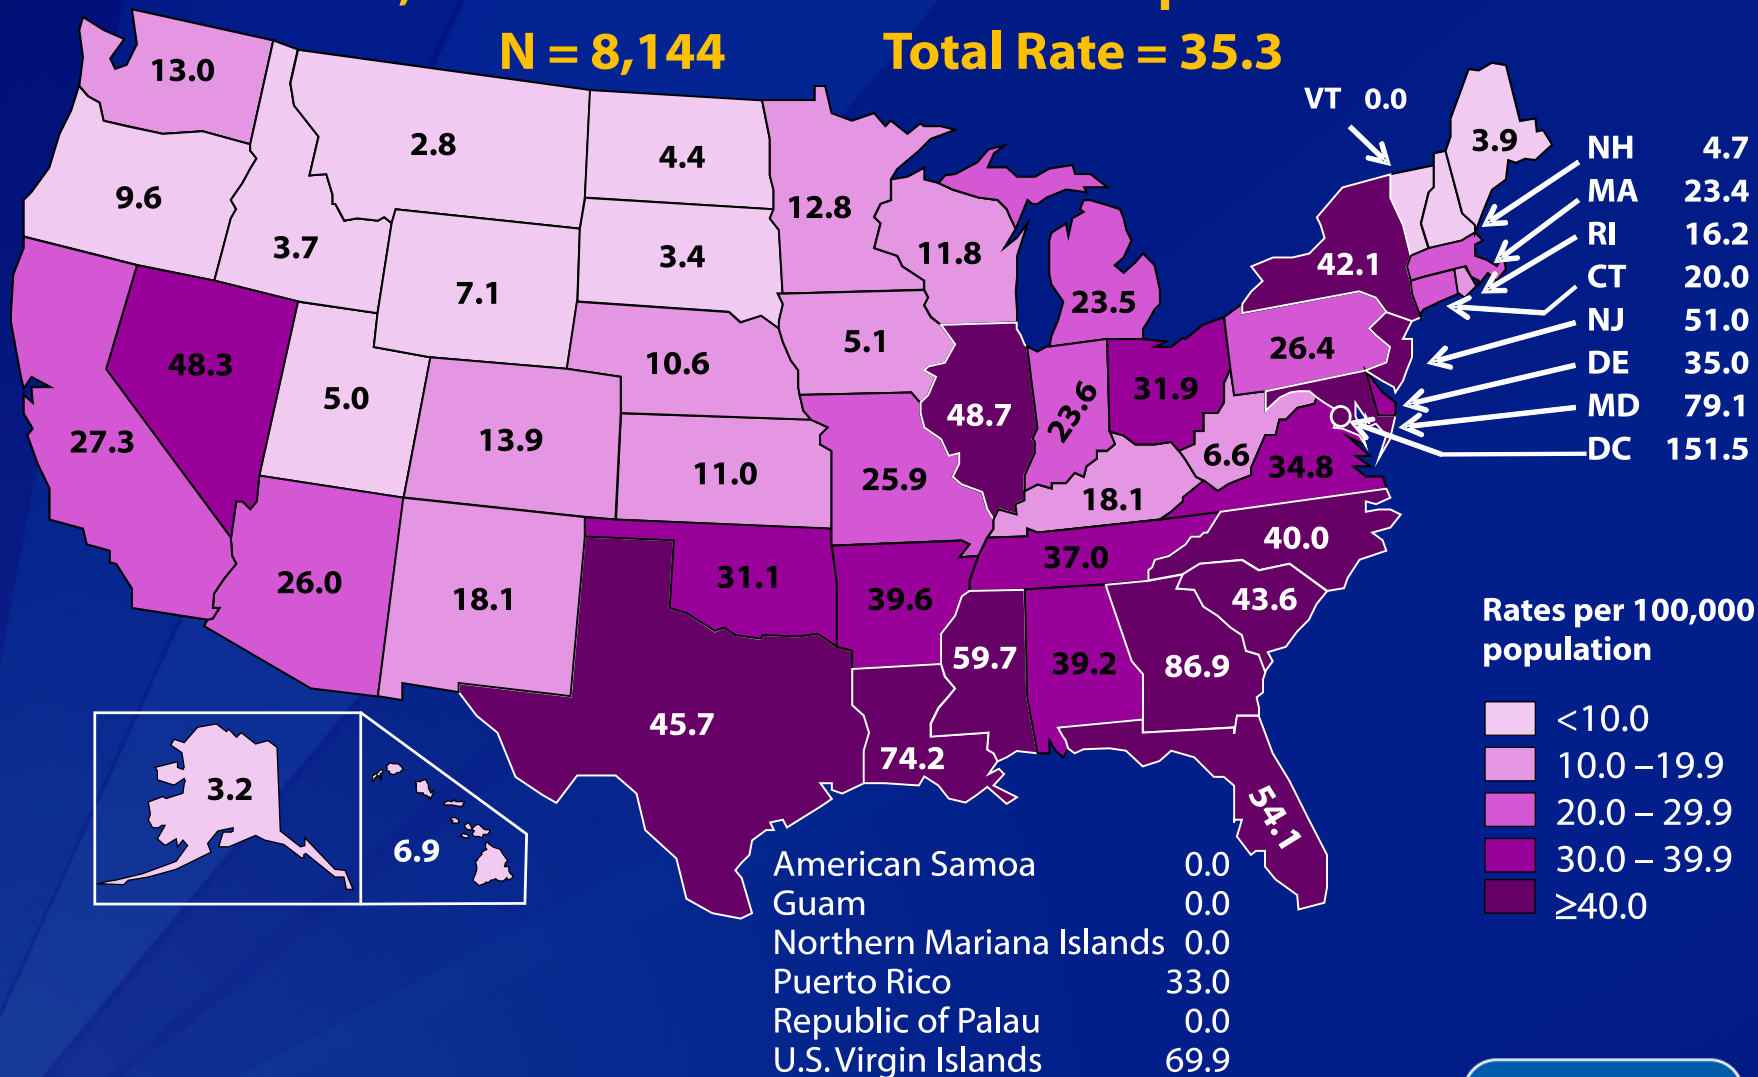 N = 8,144 Total Rate = 35.3
13.0
2.8
4.4
9.6
3.7
7.1
3.4
12.8
11.8
23.5
VT 0.0
3.9
42.1
NH 4.7
MA 23.4
RI 16.2
CT 20.0
NJ 51.0
DE 35.0
MD 79.1
DC 151.5
48.3
5.0
10.6
5.1
26.4
27.3
13.9
11.0
25.9
48.7
23.6
31.9
6.6
34.8
18.1
26.0
18.1
31.1
39.6
37.0
40.0
43.6
45.7
74.2
59.7
39.2
86.9
54.1
3.2
6.9
Rates per 100,000
population
<10.0
10.0 –19.9
20.0 – 29.9
30.0 – 39.9
≥40.0
American Samoa 0.0
Guam 0.0
Northern Mariana Islands 0.0
Puerto Rico 33.0
Republic of Palau 0.0
U.S. Virgin Islands 69.9